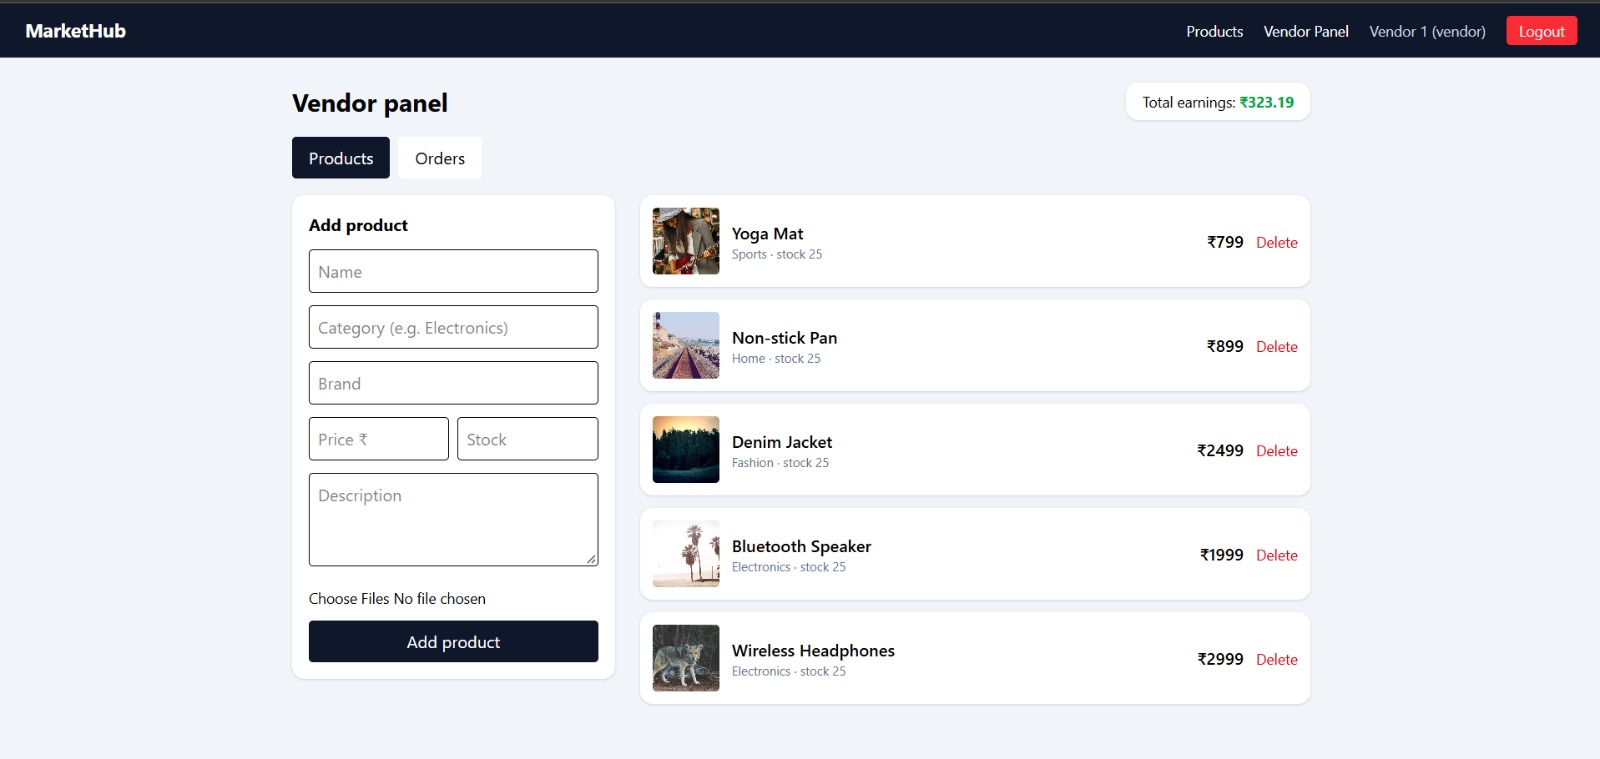 MarketHub
Products Vendor Panel Vendor 1 (vendor) Logout
Vendor panel
Total earnings: ₹323.19
Products Orders
Add product
Name
Category (e.g. Electronics)
Brand
Price ₹ Stock
Description
Choose Files No file chosen
Add product
Yoga Mat
Sports · stock 25
₹799 Delete
Non-stick Pan
Home · stock 25
₹899 Delete
Denim Jacket
Fashion · stock 25
₹2499 Delete
Bluetooth Speaker
Electronics · stock 25
₹1999 Delete
Wireless Headphones
Electronics · stock 25
₹2999 Delete